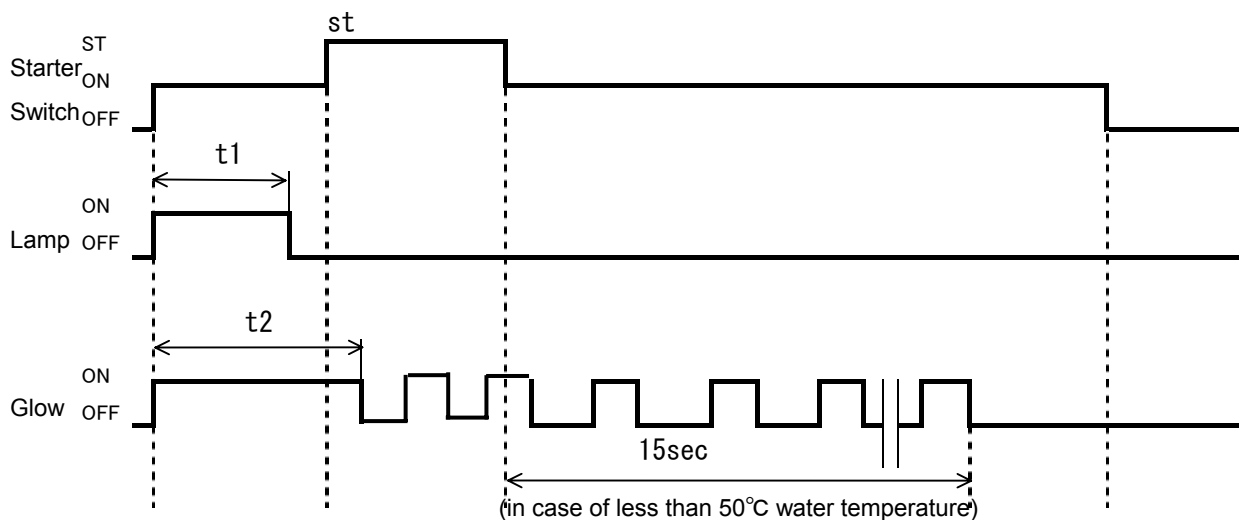 st
ST
Starter
ON
Switch
OFF
t1
ON
Lamp
OFF
t2
ON
Glow
OFF
15sec
(in case of less than 50℃ water temperature)